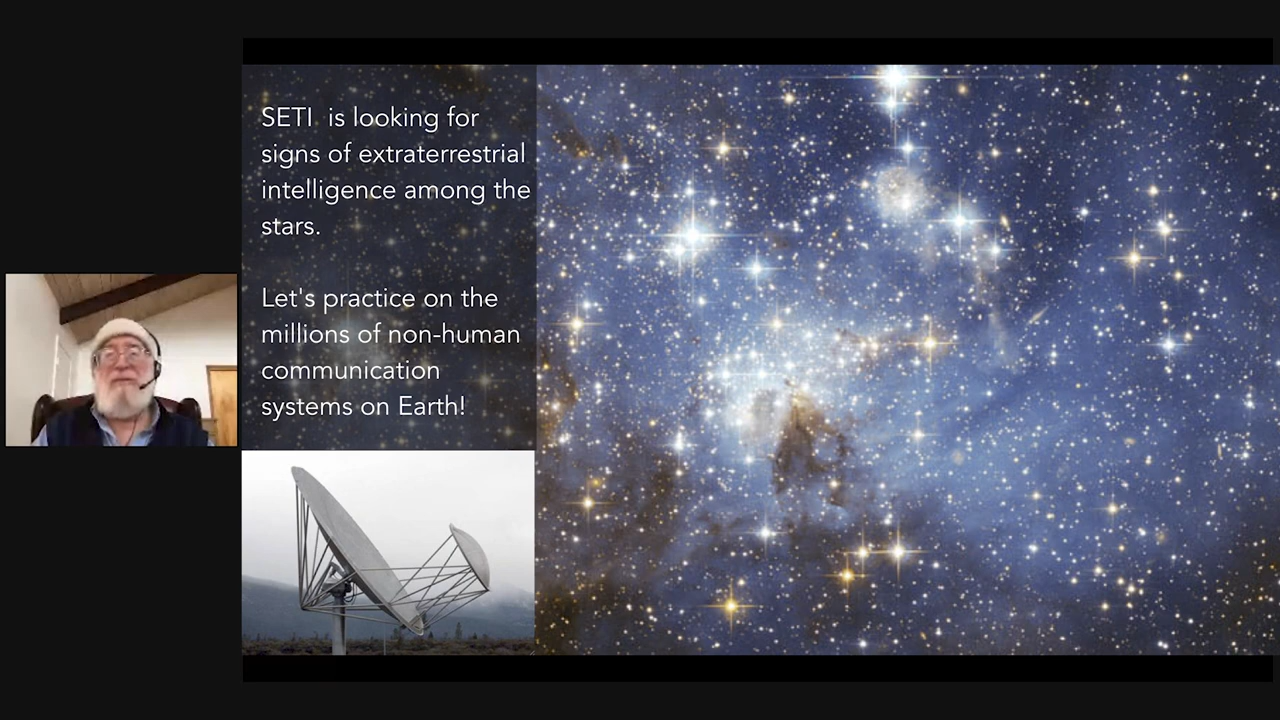 SETI is looking for
signs of extraterrestrial
intelligence among the
stars.
Let's practice on the
millions of non-human
communication
systems on Earth!